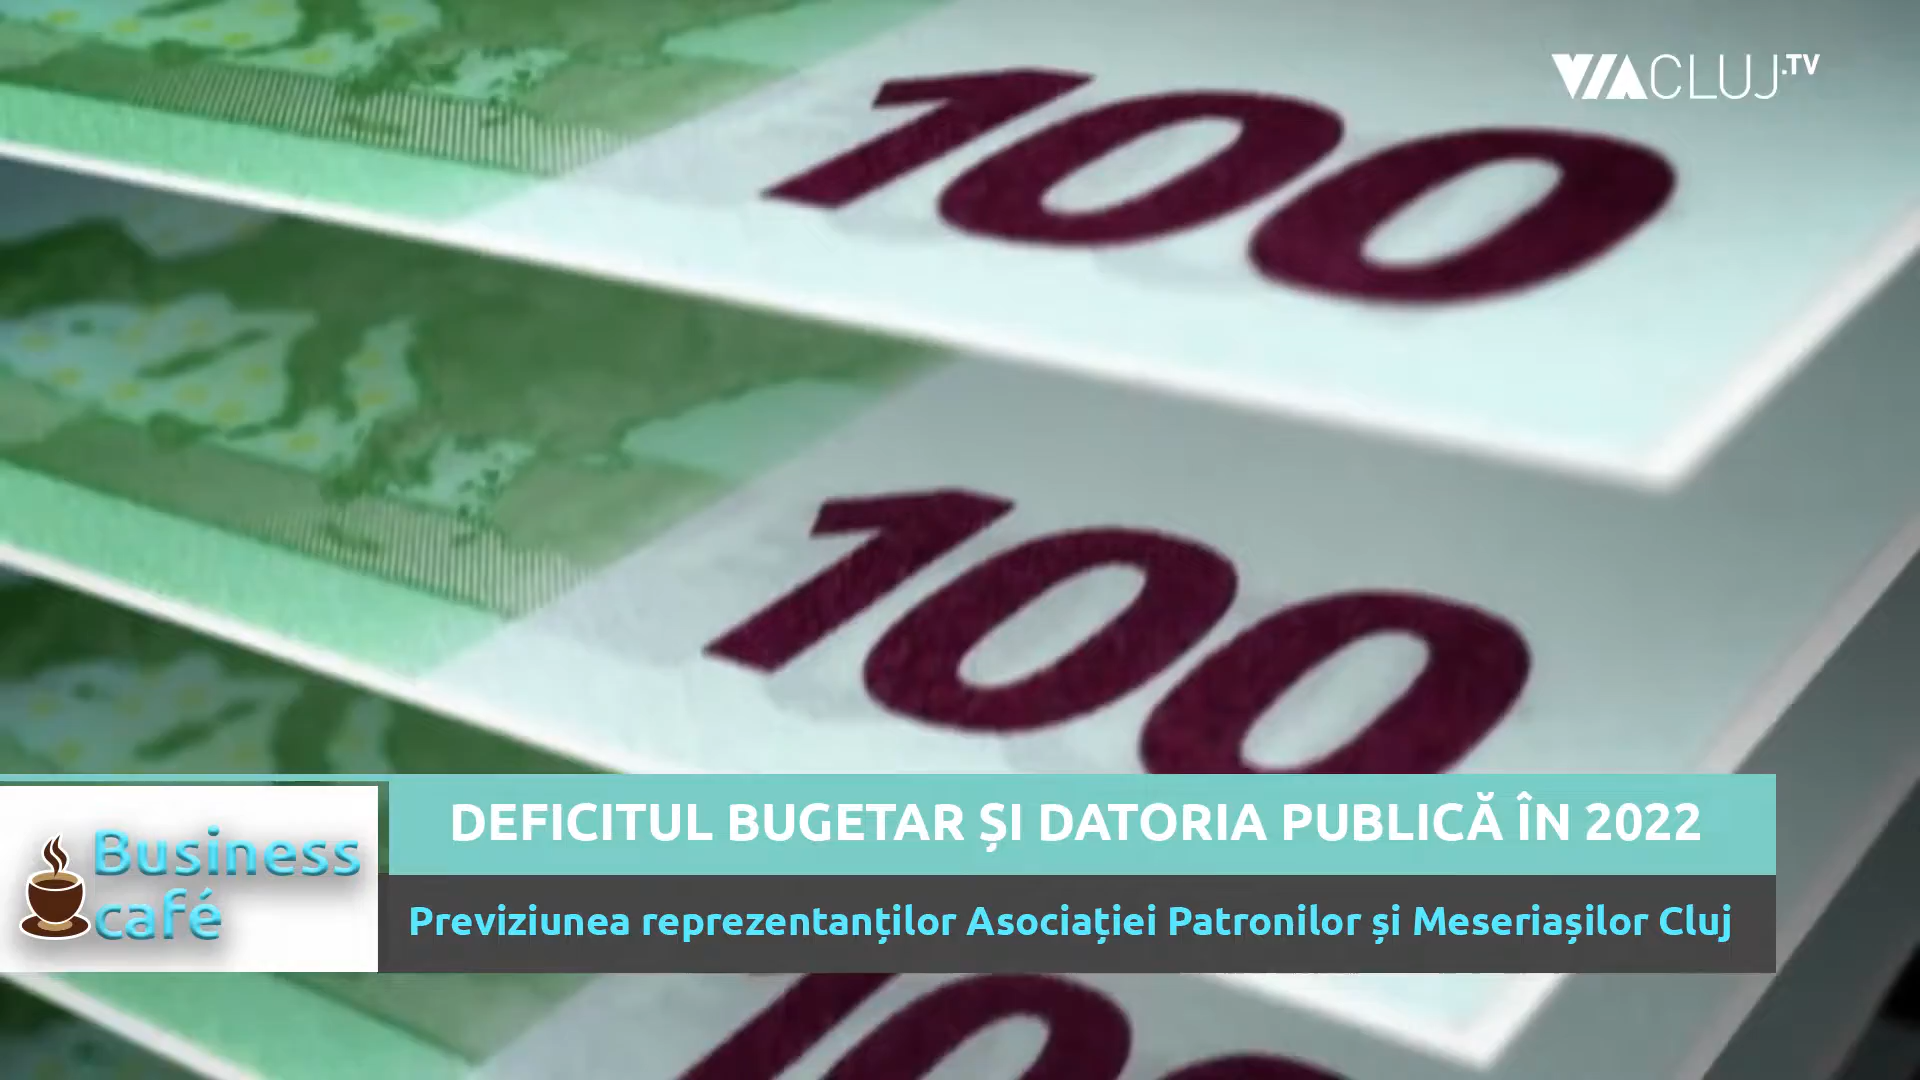 VIACLUJ.TV
100
100
DEFICITUL BUGETAR ȘI DATORIA PUBLICĂ ÎN 2022
Business
café
Previziunea reprezentanților Asociației Patronilor și Meseriașilor Cluj
100